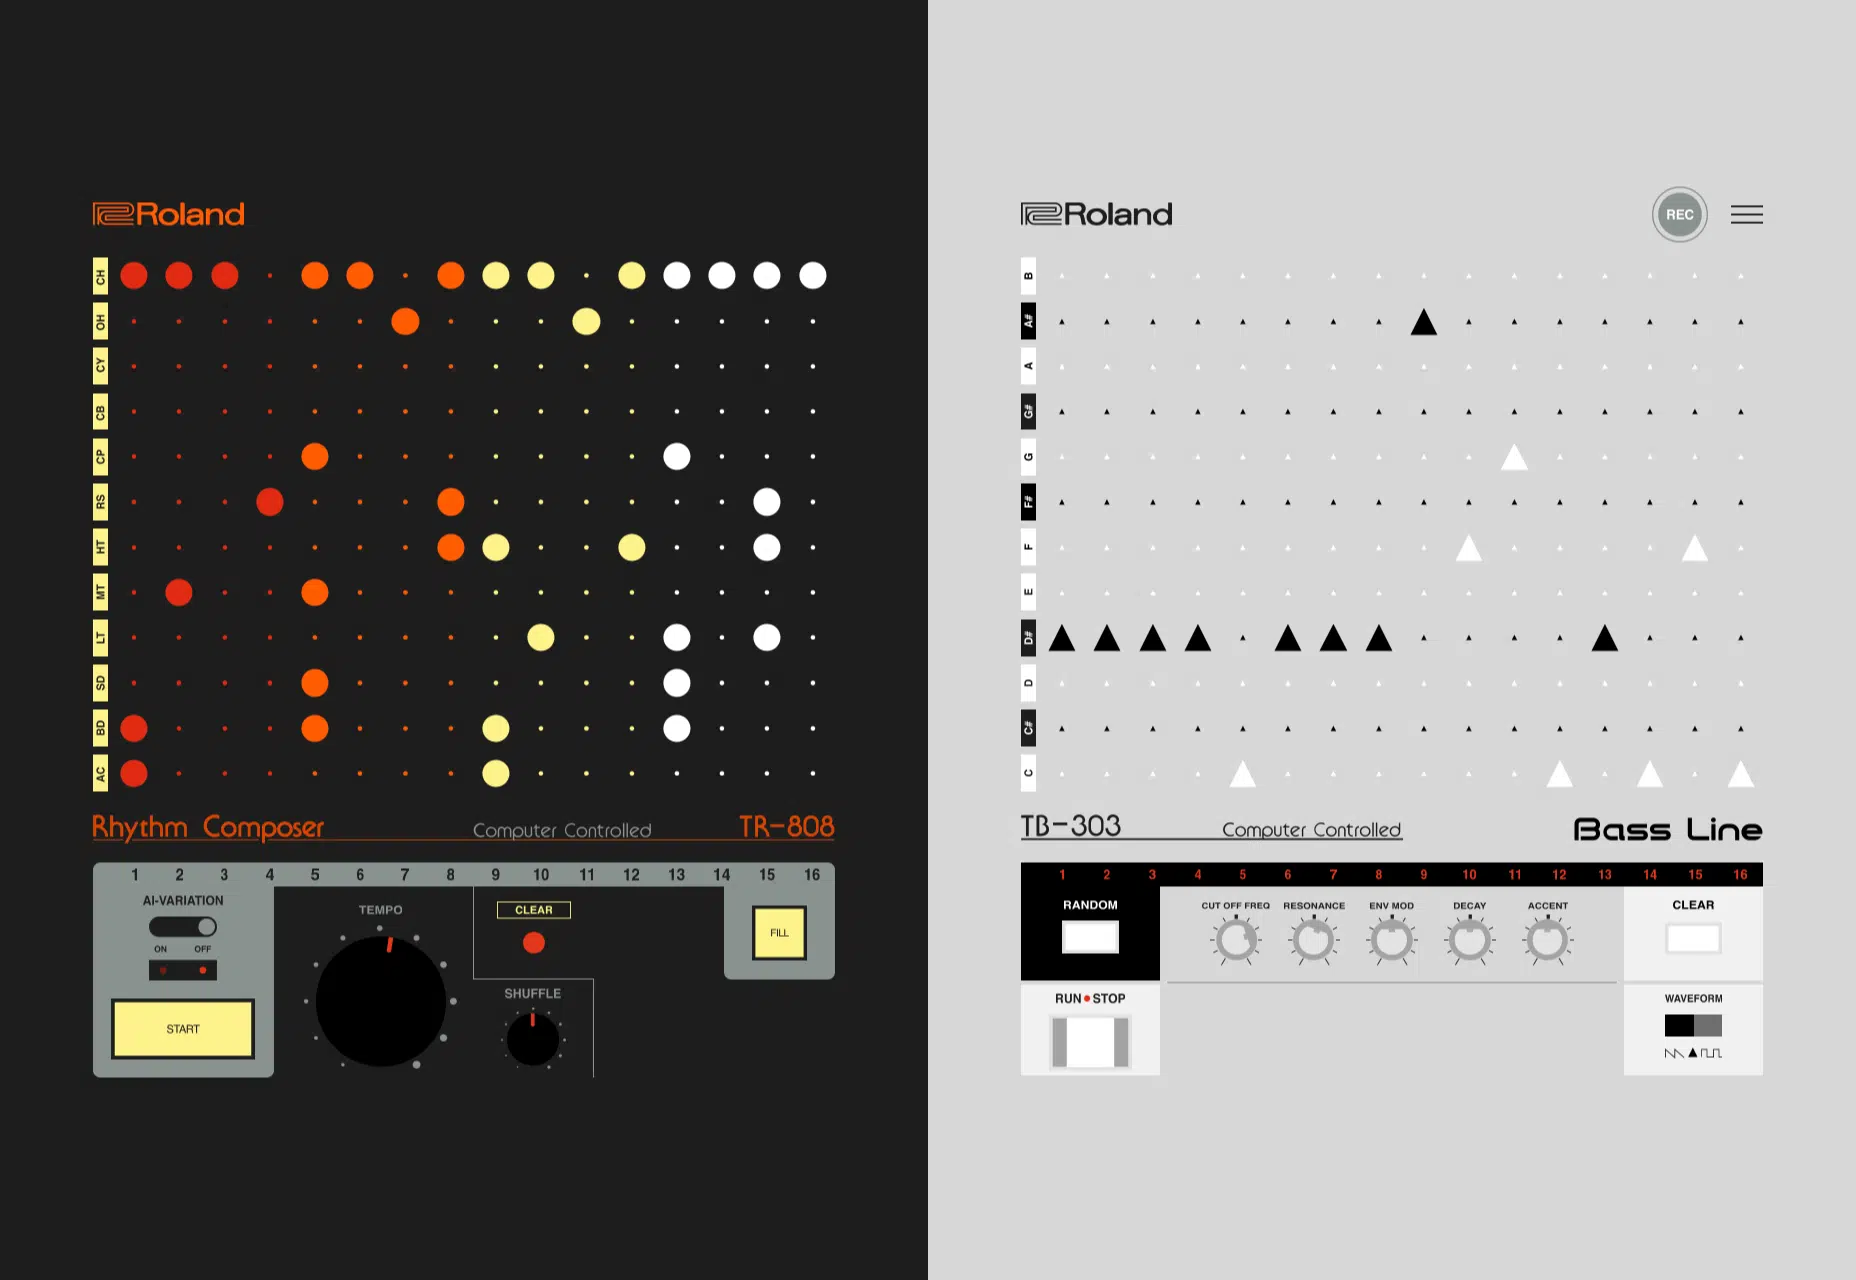 Roland
CH
OH
CY
CB
CP
RS
HT
MT
LT
SD
BD
AC
Rhythm Composer Computer Controlled TR-808
1 2 3 4 5 6 7 8 9 10 11 12 13 14 15 16
AI-VARIATION
ON OFF
START
TEMPO
CLEAR
SHUFFLE
FILL
Roland
REC
B
A#
A
G#
G
F#
F
E
D#
D
C#
C
TB-303 Computer Controlled Bass Line
1 2 3 4 5 6 7 8 9 10 11 12 13 14 15 16
RANDOM
CUT OFF FREQ RESONANCE ENV MOD DECAY ACCENT
CLEAR
RUN STOP
WAVEFORM